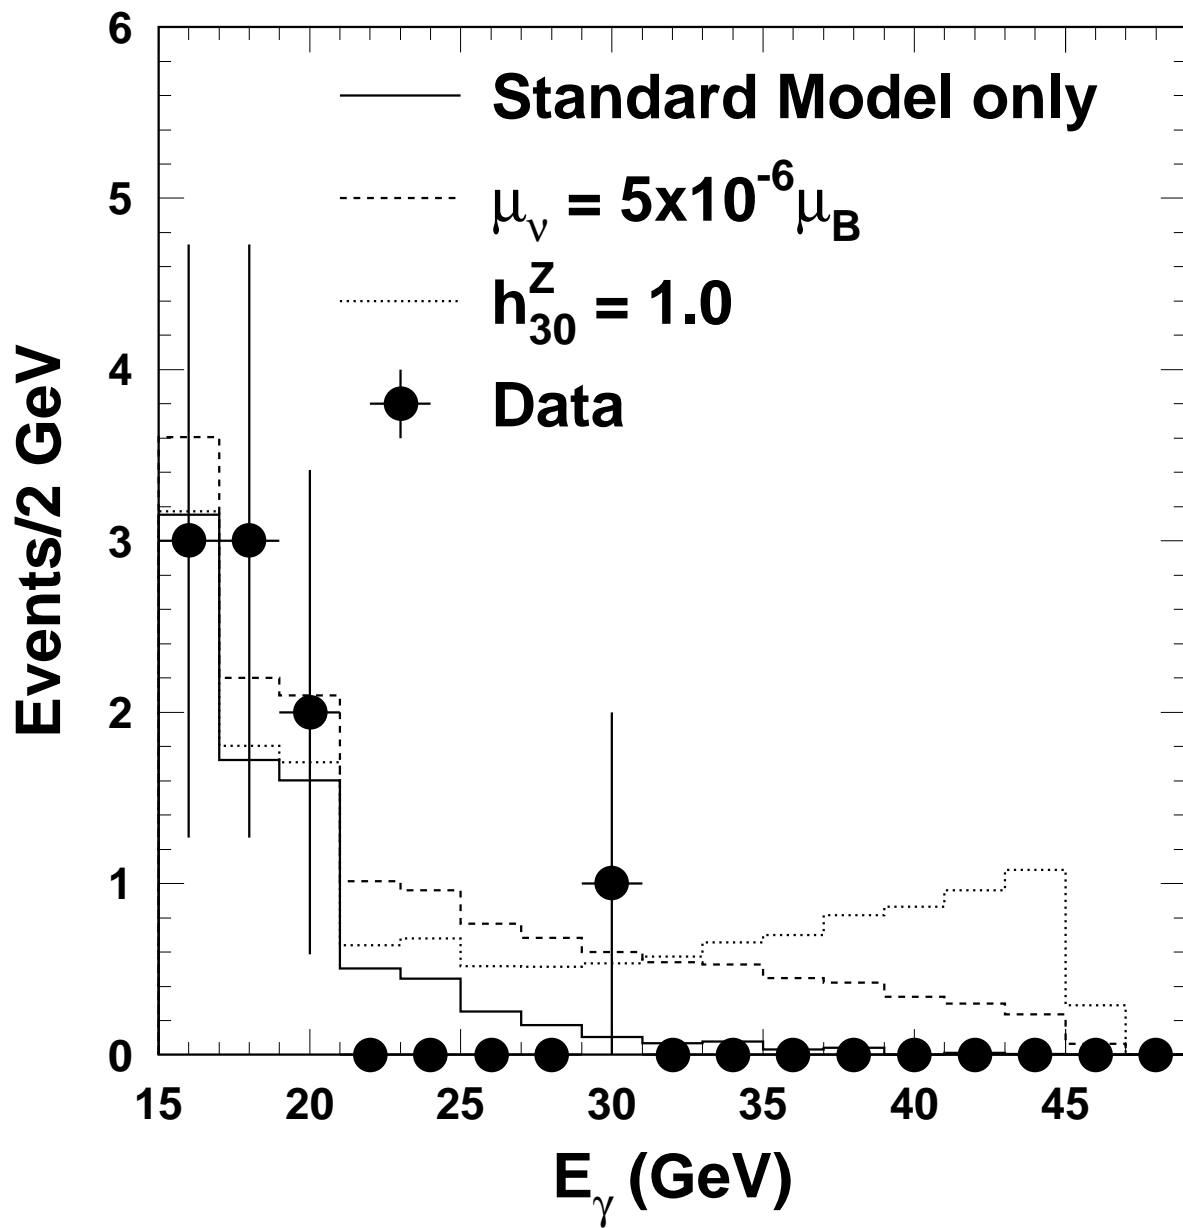 6
5
4
3
2
1
0
Events/2 GeV
Standard Model only
μν = 5x10-6μB
hZ30 = 1.0
Data
15 20 25 30 35 40 45
Eγ (GeV)